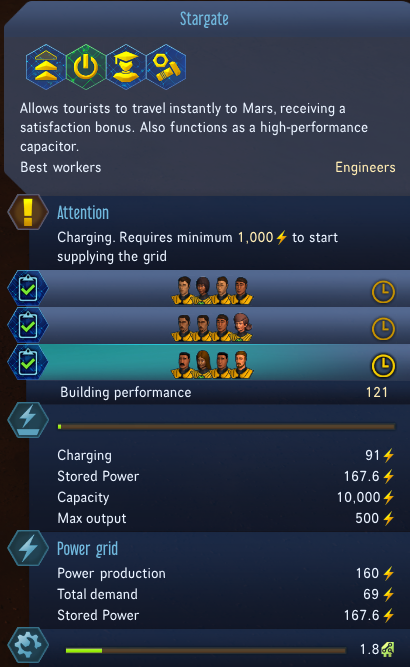 Stargate
Allows tourists to travel instantly to Mars, receiving a
satisfaction bonus. Also functions as a high-performance
capacitor.
Best workers Engineers
Attention
Charging. Requires minimum 1,000 to start
supplying the grid
Building performance 121
Charging 91
Stored Power 167.6
Capacity 10,000
Max output 500
Power grid
Power production 160
Total demand 69
Stored Power 167.6
1.8